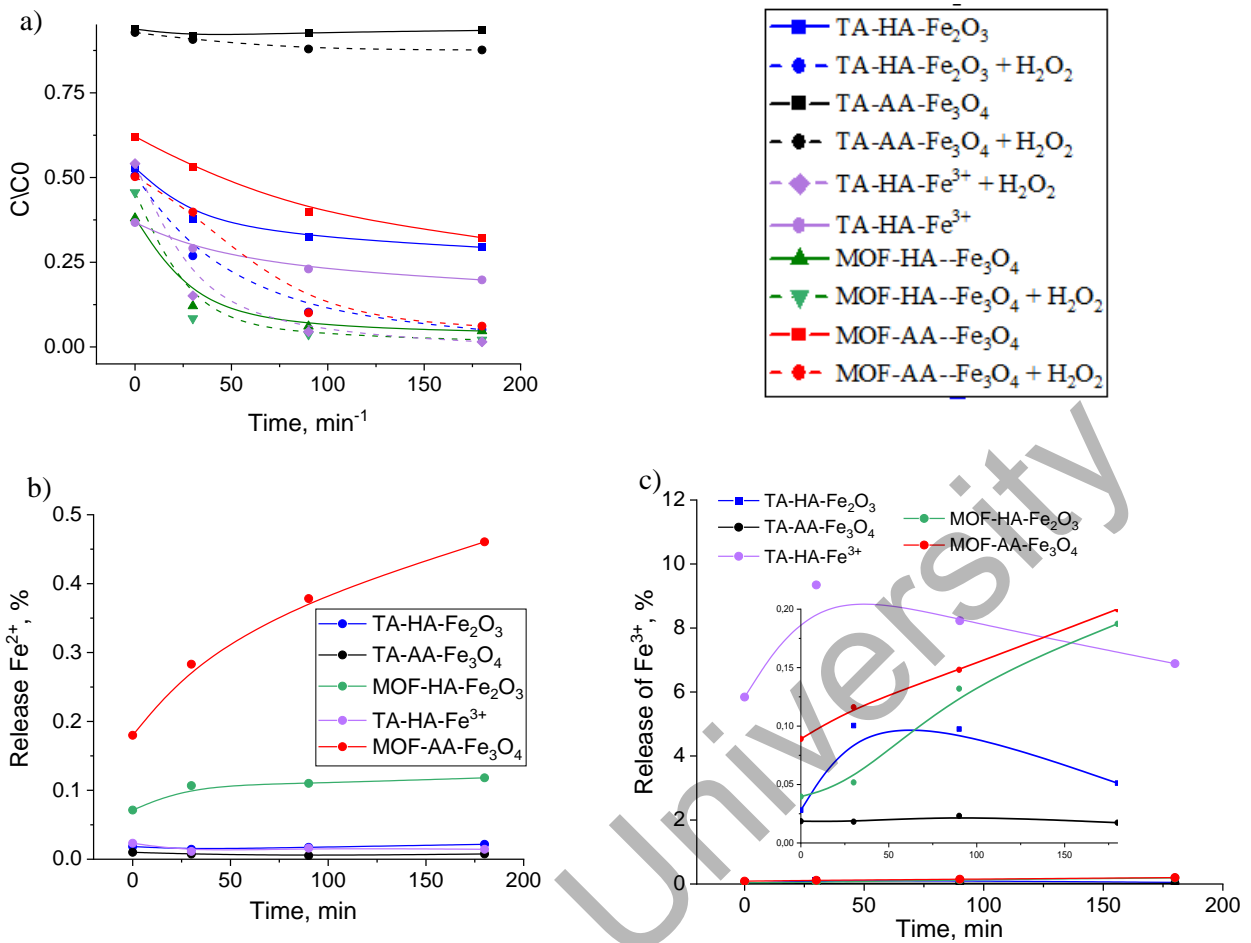 a)
0.75
0.50
0.25
0.00
C\C0
0 50 100 150 200
Time, min⁻¹
TA-HA-Fe₂O₃
TA-HA-Fe₂O₃ + H₂O₂
TA-AA-Fe₃O₄
TA-AA-Fe₃O₄ + H₂O₂
TA-HA-Fe³⁺ + H₂O₂
TA-HA-Fe³⁺
MOF-HA--Fe₃O₄
MOF-HA--Fe₃O₄ + H₂O₂
MOF-AA--Fe₃O₄
MOF-AA--Fe₃O₄ + H₂O₂
b)
0.5
0.4
0.3
0.2
0.1
0.0
Release Fe²⁺, %
TA-HA-Fe₂O₃
TA-AA-Fe₃O₄
MOF-HA-Fe₂O₃
TA-HA-Fe³⁺
MOF-AA-Fe₃O₄
0 50 100 150 200
Time, min
c)
12
10
8
6
4
2
0
Release of Fe³⁺, %
TA-HA-Fe₂O₃
TA-AA-Fe₃O₄
TA-HA-Fe³⁺
MOF-HA-Fe₂O₃
MOF-AA-Fe₃O₄
0,20
0,15
0,10
0,05
0,00
0 50 100 150
0 50 100 150 200
Time, min
University